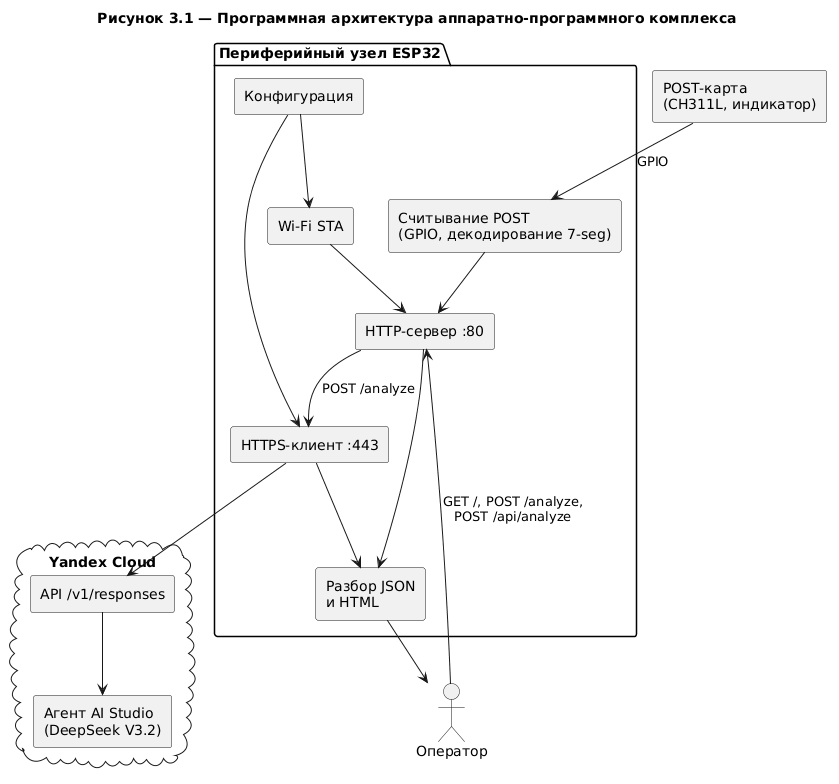 Рисунок 3.1 — Программная архитектура аппаратно-программного комплекса
Периферийный узел ESP32
Конфигурация
POST-карта
(CH311L, индикатор)
GPIO
Wi-Fi STA
Считывание POST
(GPIO, декодирование 7-seg)
HTTP-сервер :80
POST /analyze
HTTPS-клиент :443
GET /, POST /analyze,
POST /api/analyze
Yandex Cloud
API /v1/responses
Разбор JSON
и HTML
Агент AI Studio
(DeepSeek V3.2)
Оператор